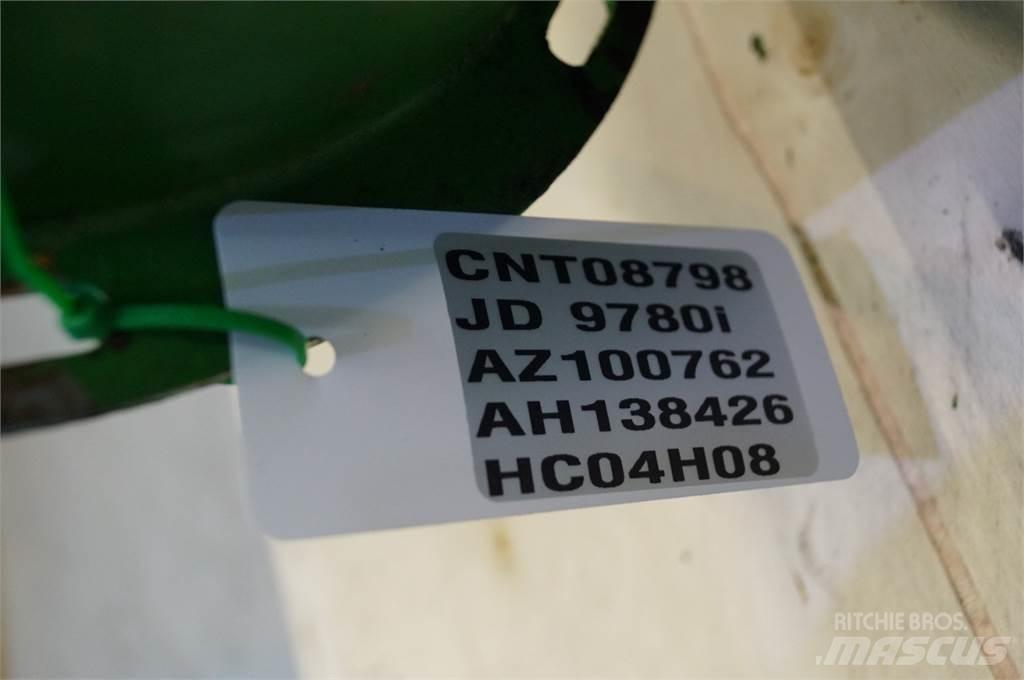 CNT08798
JD 9780i
AZ100762
AH138426
HC04H08
RITCHIE BROS.
MASCUS